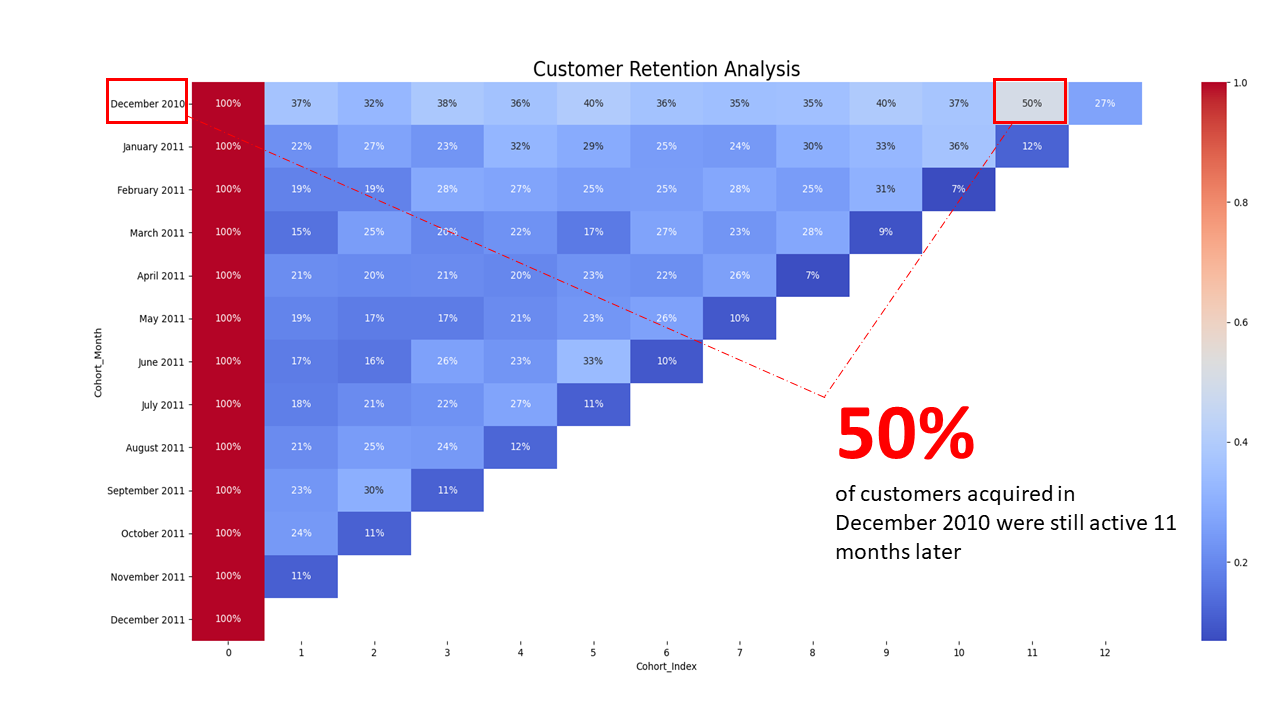 Customer Retention Analysis
December 2010 100% 37% 32% 38% 36% 40% 36% 35% 35% 40% 37% 50% 27%
January 2011 100% 22% 27% 23% 32% 29% 25% 24% 30% 33% 36% 12%
February 2011 100% 19% 19% 28% 27% 25% 25% 28% 25% 31% 7%
March 2011 100% 15% 25% 20% 22% 17% 27% 23% 28% 9%
April 2011 100% 21% 20% 21% 20% 23% 22% 26% 7%
May 2011 100% 19% 17% 17% 21% 23% 26% 10%
June 2011 100% 17% 16% 26% 23% 33% 10%
July 2011 100% 18% 21% 22% 27% 11%
August 2011 100% 21% 25% 24% 12%
September 2011 100% 23% 30% 11%
October 2011 100% 24% 11%
November 2011 100% 11%
December 2011 100%
0 1 2 3 4 5 6 7 8 9 10 11 12
Cohort_Index
Cohort_Month
50%
of customers acquired in
December 2010 were still active 11
months later
1.0
0.8
0.6
0.4
0.2